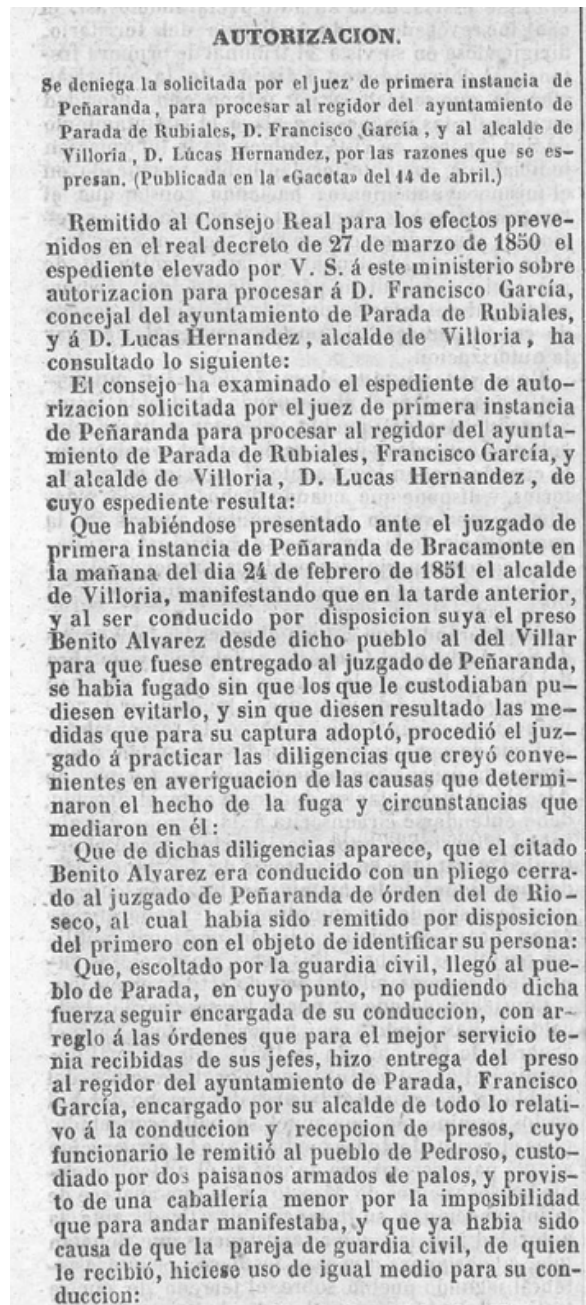 AUTORIZACION.
Se deniega la solicitada por el juez de primera instancia de
Peñaranda, para procesar al regidor del ayuntamiento de
Parada de Rubiales, D. Francisco García, y al alcalde de
Villoria, D. Lúcas Hernandez, por las razones que se es-
presan. (Publicada en la «Gaceta» del 14 de abril.)
Remitido al Consejo Real para los efectos preve-
nidos en el real decreto de 27 de marzo de 1850 el
espediente elevado por V. S. á este ministerio sobre
autorizacion para procesar á D. Francisco García,
concejal del ayuntamiento de Parada de Rubiales,
y á D. Lucas Hernandez, alcalde de Villoria, ha
consultado lo siguiente:
El consejo ha examinado el espediente de auto-
rizacion solicitada por el juez de primera instancia
de Peñaranda para procesar al regidor del ayunta-
miento de Parada de Rubiales, Francisco García, y
al alcalde de Villoria, D. Lucas Hernandez, de
cuyo espediente resulta:
Que habiéndose presentado ante el juzgado de
primera instancia de Peñaranda de Bracamonte en
la mañana del dia 24 de febrero de 1851 el alcalde
de Villoria, manifestando que en la tarde anterior,
y al ser conducido por disposicion suya el preso
Benito Alvarez desde dicho pueblo al del Villar
para que fuese entregado al juzgado de Peñaranda,
se habia fugado sin que los que le custodiaban pu-
diesen evitarlo, y sin que diesen resultado las me-
didas que para su captura adoptó, procedió el juz-
gado á practicar las diligencias que creyó conve-
nientes en averiguacion de las causas que determi-
naron el hecho de la fuga y circunstancias que
mediaron en él:
Que de dichas diligencias aparece, que el citado
Benito Alvarez era conducido con un pliego cerra-
do al juzgado de Peñaranda de órden del de Rio-
seco, al cual habia sido remitido por disposicion
del primero con el objeto de identificar su persona:
Que, escoltado por la guardia civil, llegó al pue-
blo de Parada, en cuyo punto, no pudiendo dicha
fuerza seguir encargada de su conduccion, con ar-
reglo á las órdenes que para el mejor servicio te-
nia recibidas de sus jefes, hizo entrega del preso
al regidor del ayuntamiento de Parada, Francisco
García, encargado por su alcalde de todo lo relati-
vo á la conduccion y recepcion de presos, cuyo
funcionario le remitió al pueblo de Pedroso, custo-
diado por dos paisanos armados de palos, y provis-
to de una caballería menor por la imposibilidad
que para andar manifestaba, y que ya habia sido
causa de que la pareja de guardia civil, de quien
le recibió, hiciese uso de igual medio para su con-
duccion: